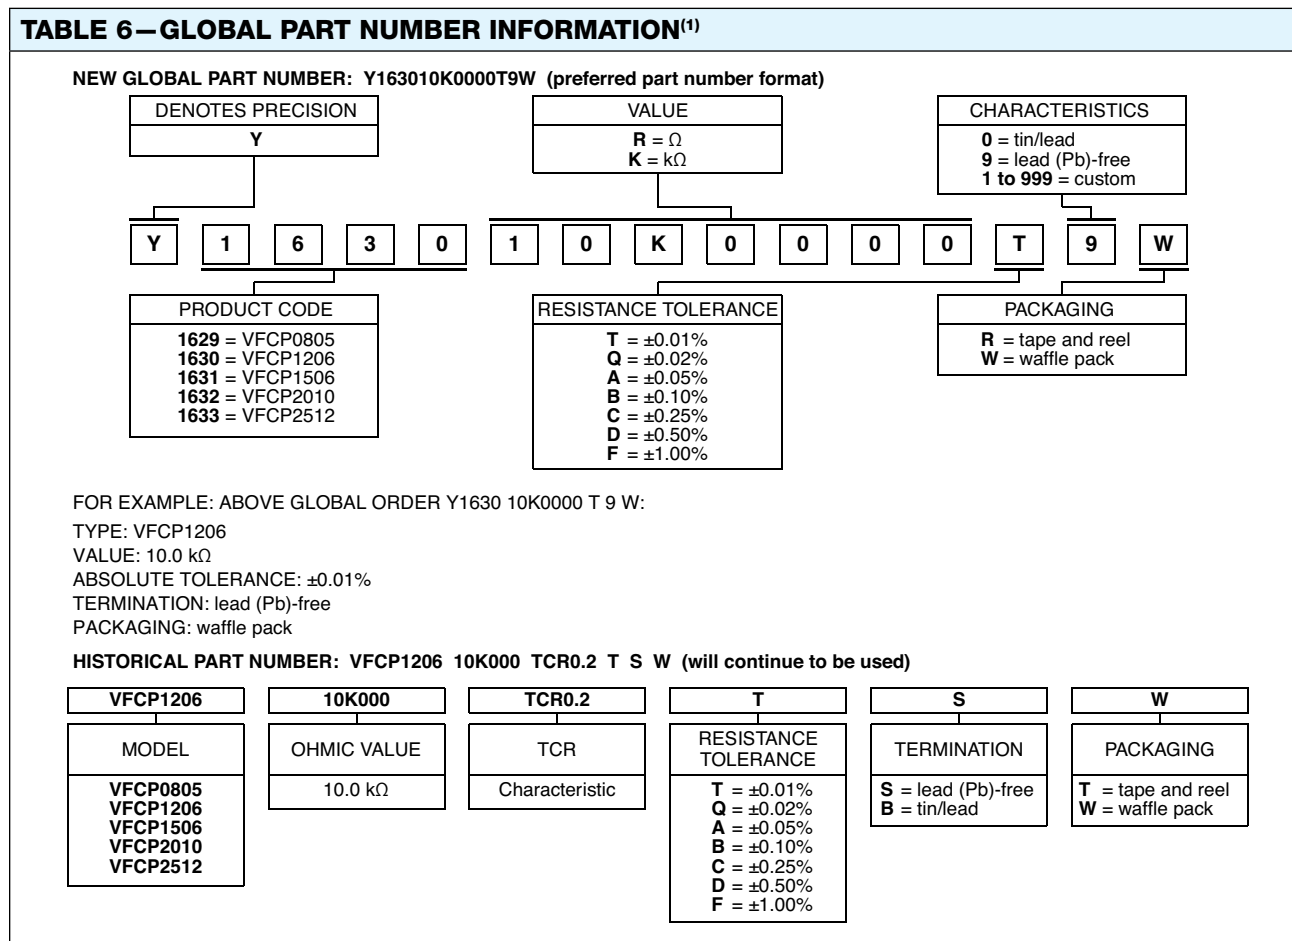 TABLE 6—GLOBAL PART NUMBER INFORMATION(1)
NEW GLOBAL PART NUMBER: Y163010K0000T9W (preferred part number format)
DENOTES PRECISION
Y
VALUE
R = Ω
K = kΩ
CHARACTERISTICS
0 = tin/lead
9 = lead (Pb)-free
1 to 999 = custom
Y 1 6 3 0 1 0 K 0 0 0 0 T 9 W
PRODUCT CODE
1629 = VFCP0805
1630 = VFCP1206
1631 = VFCP1506
1632 = VFCP2010
1633 = VFCP2512
RESISTANCE TOLERANCE
T = ±0.01%
Q = ±0.02%
A = ±0.05%
B = ±0.10%
C = ±0.25%
D = ±0.50%
F = ±1.00%
PACKAGING
R = tape and reel
W = waffle pack
FOR EXAMPLE: ABOVE GLOBAL ORDER Y1630 10K0000 T 9 W:
TYPE: VFCP1206
VALUE: 10.0 kΩ
ABSOLUTE TOLERANCE: ±0.01%
TERMINATION: lead (Pb)-free
PACKAGING: waffle pack
HISTORICAL PART NUMBER: VFCP1206 10K000 TCR0.2 T S W (will continue to be used)
VFCP1206
MODEL
VFCP0805
VFCP1206
VFCP1506
VFCP2010
VFCP2512
10K000
OHMIC VALUE
10.0 kΩ
TCR0.2
TCR
Characteristic
T
RESISTANCE
TOLERANCE
T = ±0.01%
Q = ±0.02%
A = ±0.05%
B = ±0.10%
C = ±0.25%
D = ±0.50%
F = ±1.00%
S
TERMINATION
S = lead (Pb)-free
B = tin/lead
W
PACKAGING
T = tape and reel
W = waffle pack